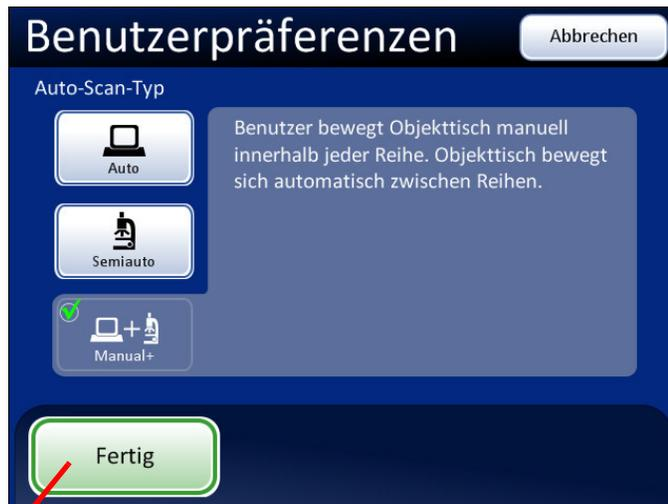 Benutzerpräferenzen
Abbrechen
Auto-Scan-Typ
Auto
Benutzer bewegt Objekttisch manuell
innerhalb jeder Reihe. Objekttisch bewegt
sich automatisch zwischen Reihen.
Semiauto
Manual+
Fertig